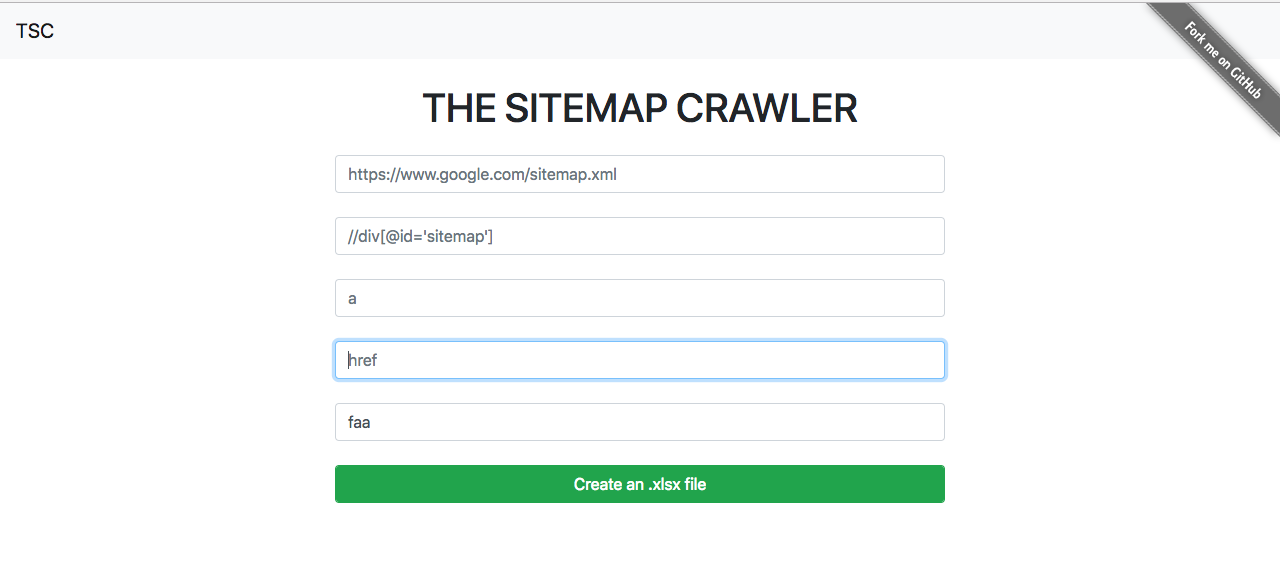 TSC
Fork me on GitHub
THE SITEMAP CRAWLER
https://www.google.com/sitemap.xml
//div[@id='sitemap']
a
href
faa
Create an .xlsx file